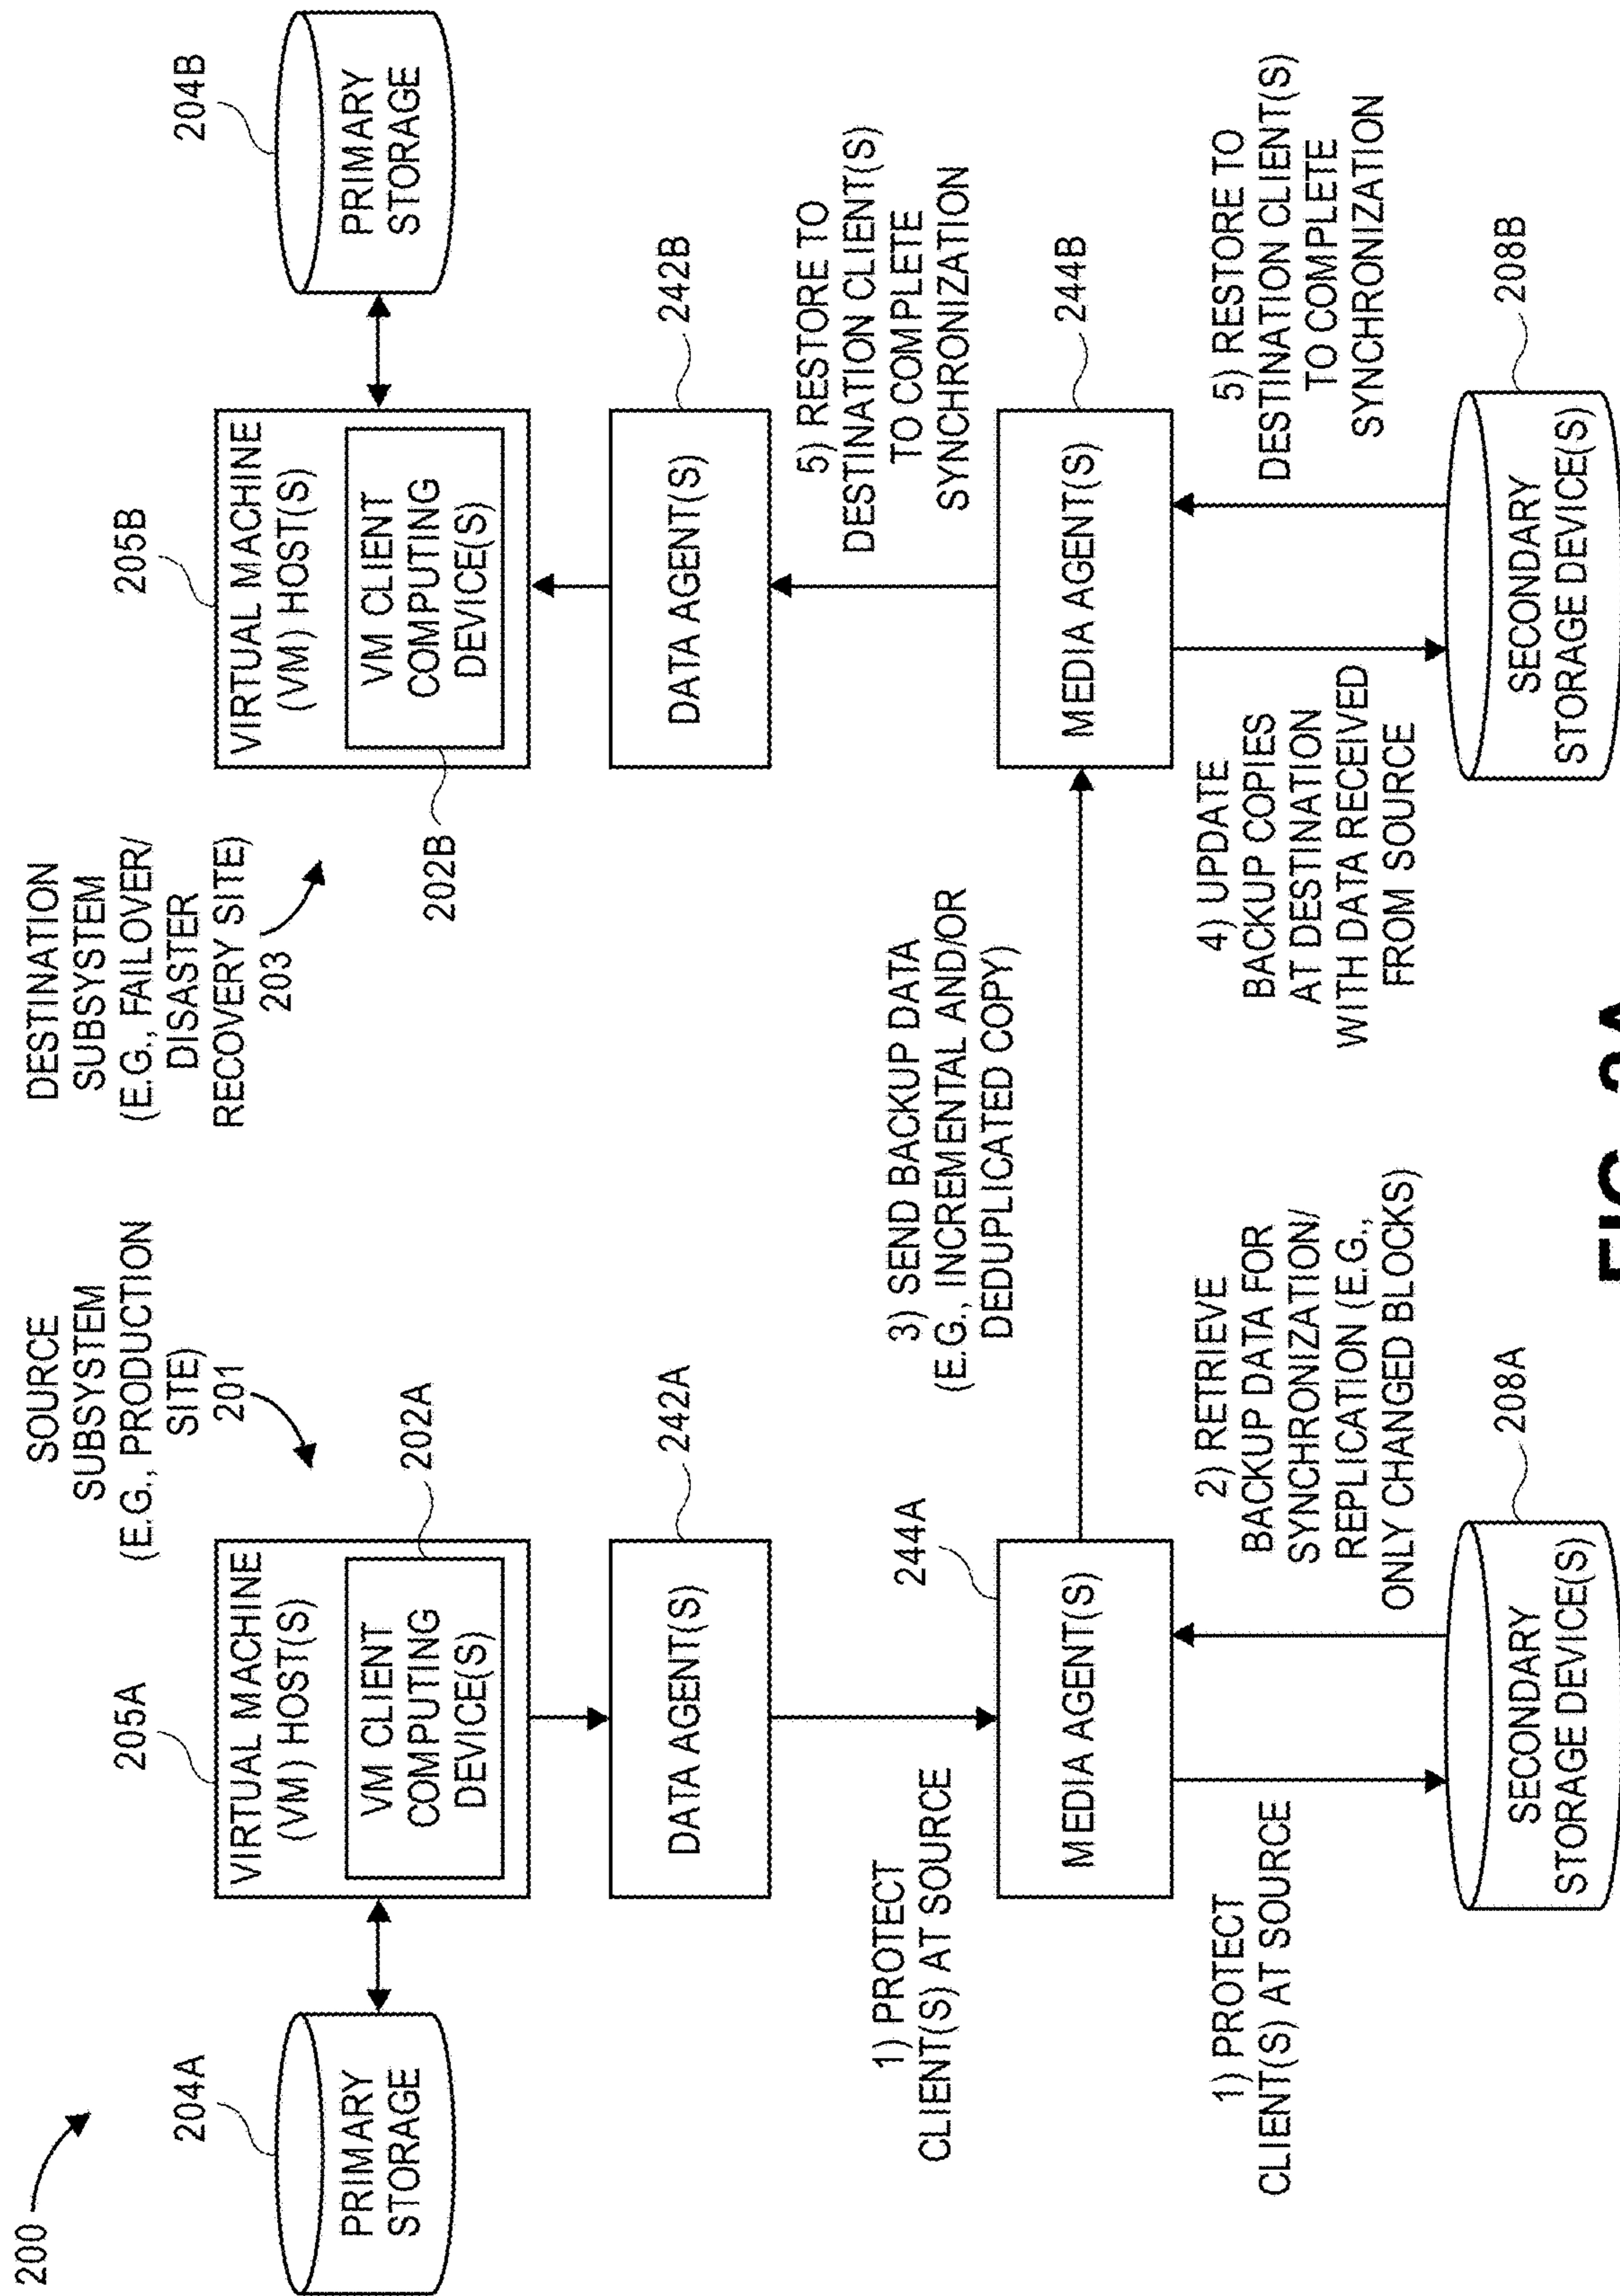 200
204A
PRIMARY
STORAGE
205A
VIRTUAL MACHINE
(VM) HOST(S)
VM CLIENT
COMPUTING
DEVICE(S)
202A
SOURCE
SUBSYSTEM
(E.G., PRODUCTION
SITE)
201
DESTINATION
SUBSYSTEM
(E.G., FAILOVER/
DISASTER
RECOVERY SITE)
203
205B
VIRTUAL MACHINE
(VM) HOST(S)
VM CLIENT
COMPUTING
DEVICE(S)
202B
204B
PRIMARY
STORAGE
DATA AGENT(S)
242A
DATA AGENT(S)
242B
1) PROTECT
CLIENT(S) AT SOURCE
3) SEND BACKUP DATA
(E.G., INCREMENTAL AND/OR
DEDUPLICATED COPY)
5) RESTORE TO
DESTINATION CLIENT(S)
TO COMPLETE
SYNCHRONIZATION
MEDIA AGENT(S)
244A
MEDIA AGENT(S)
244B
1) PROTECT
CLIENT(S) AT SOURCE
2) RETRIEVE
BACKUP DATA FOR
SYNCHRONIZATION/
REPLICATION (E.G.,
ONLY CHANGED BLOCKS)
4) UPDATE
BACKUP COPIES
AT DESTINATION
WITH DATA RECEIVED
FROM SOURCE
5) RESTORE TO
DESTINATION CLIENT(S)
TO COMPLETE
SYNCHRONIZATION
SECONDARY
STORAGE DEVICE(S)
208A
SECONDARY
STORAGE DEVICE(S)
208B
FIG.